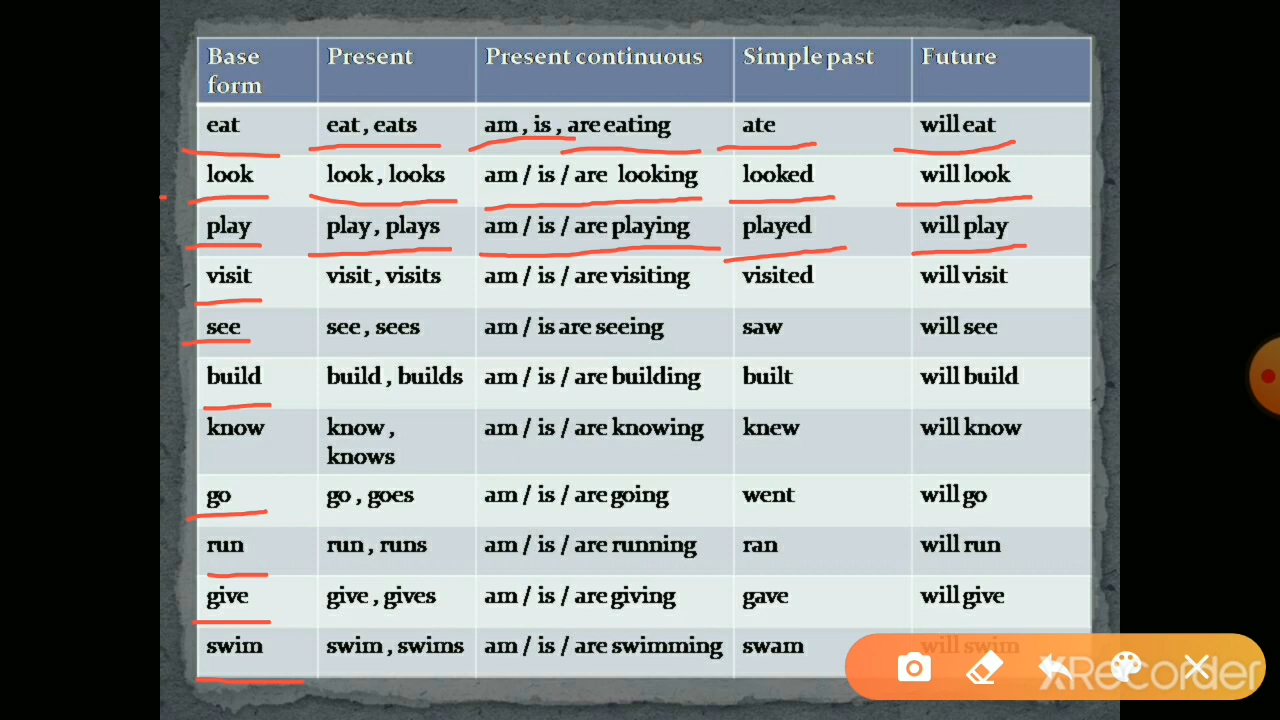 Base form Present Present continuous Simple past Future
eat eat , eats am , is , are eating ate will eat
look look , looks am / is / are looking looked will look
play play , plays am / is / are playing played will play
visit visit , visits am / is / are visiting visited will visit
see see , sees am / is are seeing saw will see
build build , builds am / is / are building built will build
know know , knows am / is / are knowing knew will know
go go , goes am / is / are going went will go
run run , runs am / is / are running ran will run
give give , gives am / is / are giving gave will give
swim swim , swims am / is / are swimming swam will swim
XRecorder